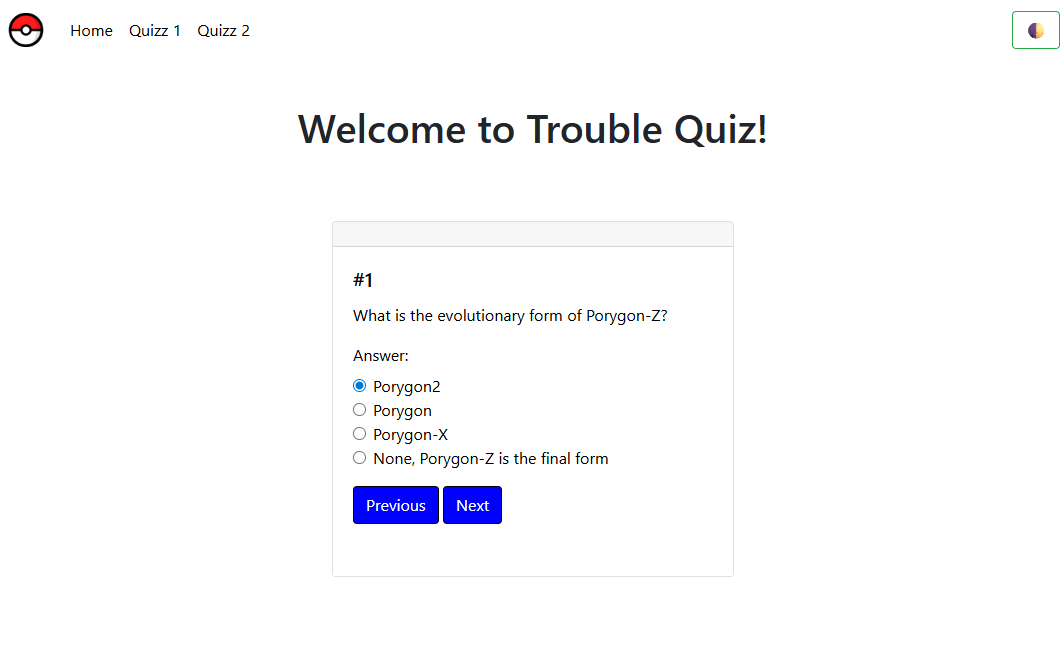 Home Quizz 1 Quizz 2
Welcome to Trouble Quiz!
#1
What is the evolutionary form of Porygon-Z?
Answer:
Porygon2
Porygon
Porygon-X
None, Porygon-Z is the final form
Previous Next